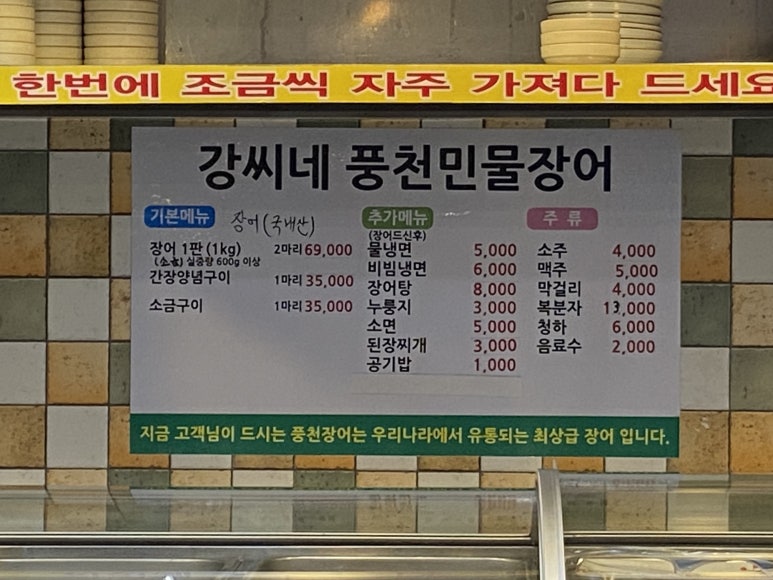 한번에 조금씩 자주 가져다 드세요
강씨네 풍천민물장어
기본메뉴 장어 (국내산)
장어 1판 (1kg) 2마리 69,000
(소금) 실중량 600g 이상
간장양념구이 1마리 35,000
소금구이 1마리 35,000
추가메뉴
(장어드신후)
물냉면 5,000
비빔냉면 6,000
장어탕 8,000
누룽지 3,000
소면 5,000
된장찌개 3,000
공기밥 1,000
주 류
소주 4,000
맥주 5,000
막걸리 4,000
복분자 13,000
청하 6,000
음료수 2,000
지금 고객님이 드시는 풍천장어는 우리나라에서 유통되는 최상급 장어 입니다.